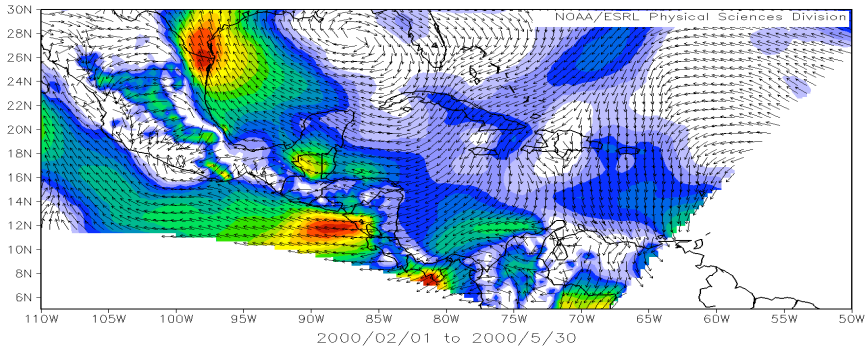 30N
NOAA/ESRL Physical Sciences Division
28N
26N
24N
22N
20N
18N
16N
14N
12N
10N
8N
6N
110W 105W 100W 95W 90W 85W 80W 75W 70W 65W 60W 55W 50W
2000/02/01 to 2000/5/30